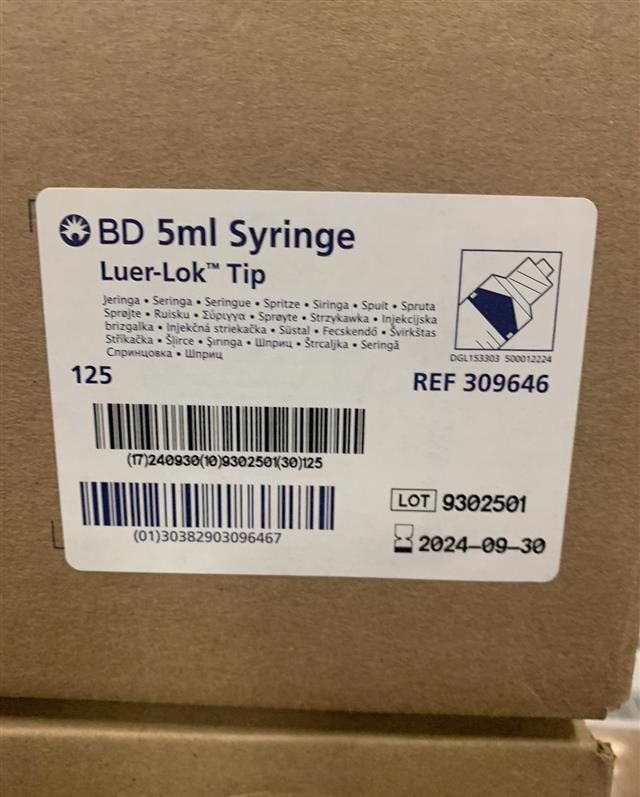 BD 5ml Syringe
Luer-Lok™ Tip
Jeringa • Seringa • Seringue • Spritze • Siringa • Spuit • Spruta
Sprøjte • Ruisku • Σύριγγα • Sprøyte • Strzykawka • Injekcijska
brizgalka • Injekčná striekačka • Süstal • Fecskendő • Švirkštas
Stříkačka • Šļirce • Şırınga • Шприц • Štrcaljka • Seringă
Спринцовка • Шприц
DGL153303 500012224
125
REF 309646
(17)240930(10)9302501(30)125
LOT 9302501
(01)30382903096467
2024-09-30